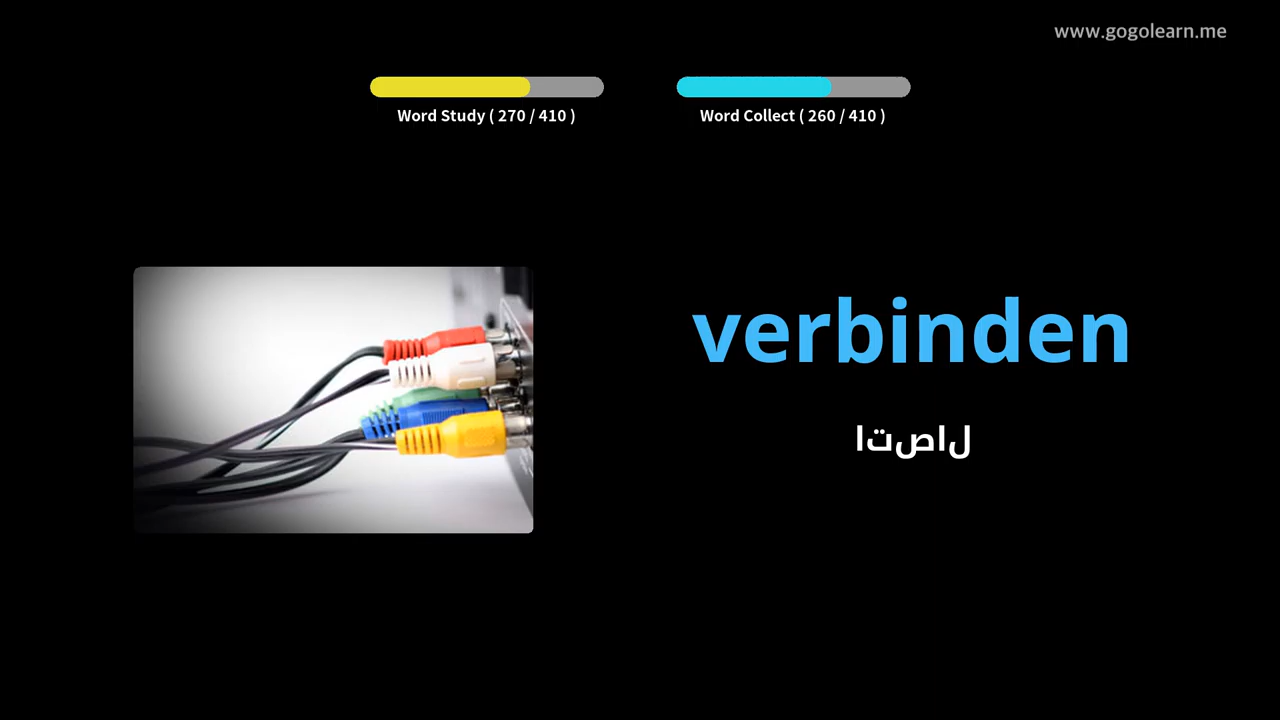 www.gogolearn.me
Word Study ( 270 / 410 )
Word Collect ( 260 / 410 )
verbinden
اتصال